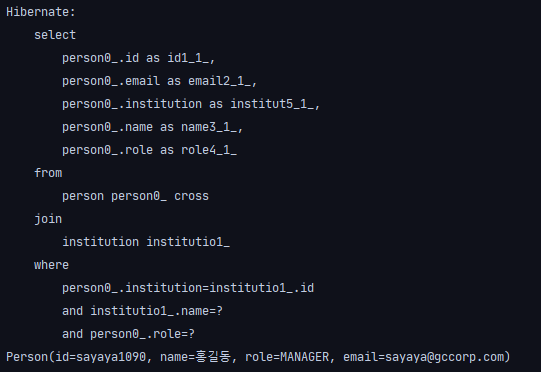 Hibernate:
    select
        person0_.id as id1_1_,
        person0_.email as email2_1_,
        person0_.institution as institut5_1_,
        person0_.name as name3_1_,
        person0_.role as role4_1_
    from
        person person0_ cross
    join
        institution institutio1_
    where
        person0_.institution=institutio1_.id
        and institutio1_.name=?
        and person0_.role=?
Person(id=sayaya1090, name=홍길동, role=MANAGER, email=sayaya@gccorp.com)